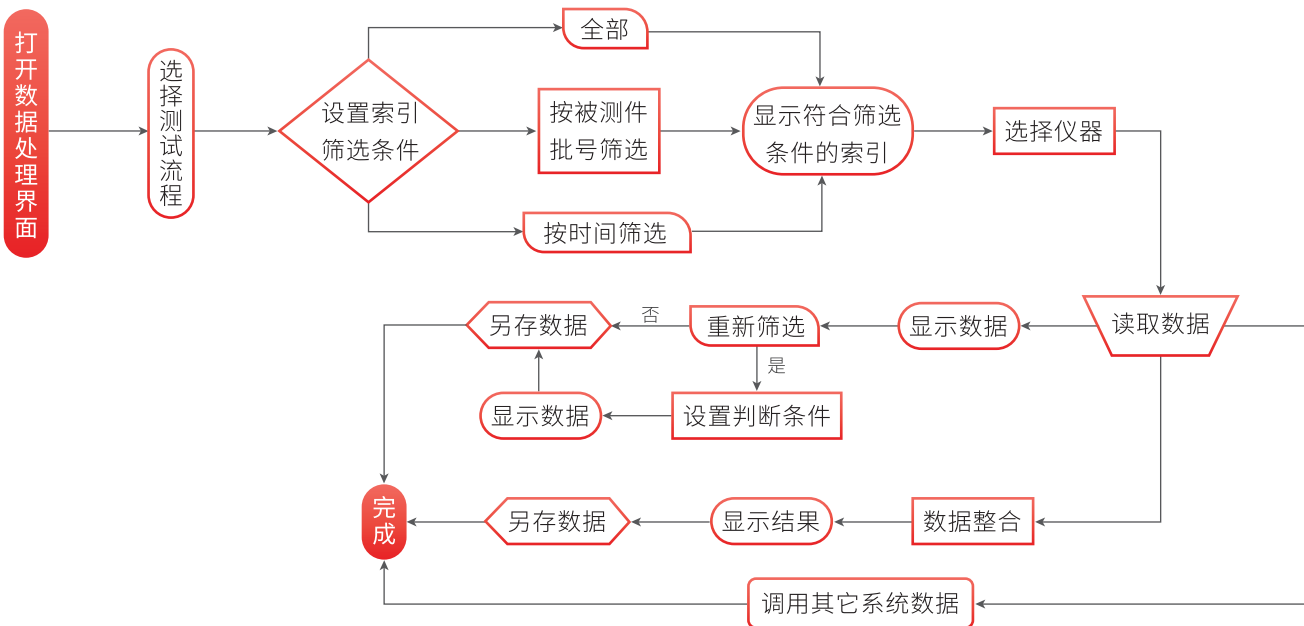 打开数据处理界面
选择测试流程
设置索引
筛选条件
全部
按被测件
批号筛选
按时间筛选
显示符合筛选
条件的索引
选择仪器
读取数据
显示数据
重新筛选
否
是
另存数据
设置判断条件
显示数据
完成
另存数据
显示结果
数据整合
调用其它系统数据